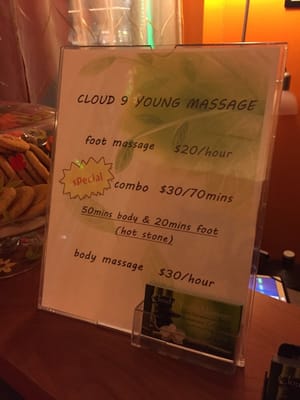 CLOUD 9 YOUNG MASSAGE
foot massage $20/hour
special
combo $30/70mins
50mins body & 20mins foot
(hot stone)
body massage $30/hour